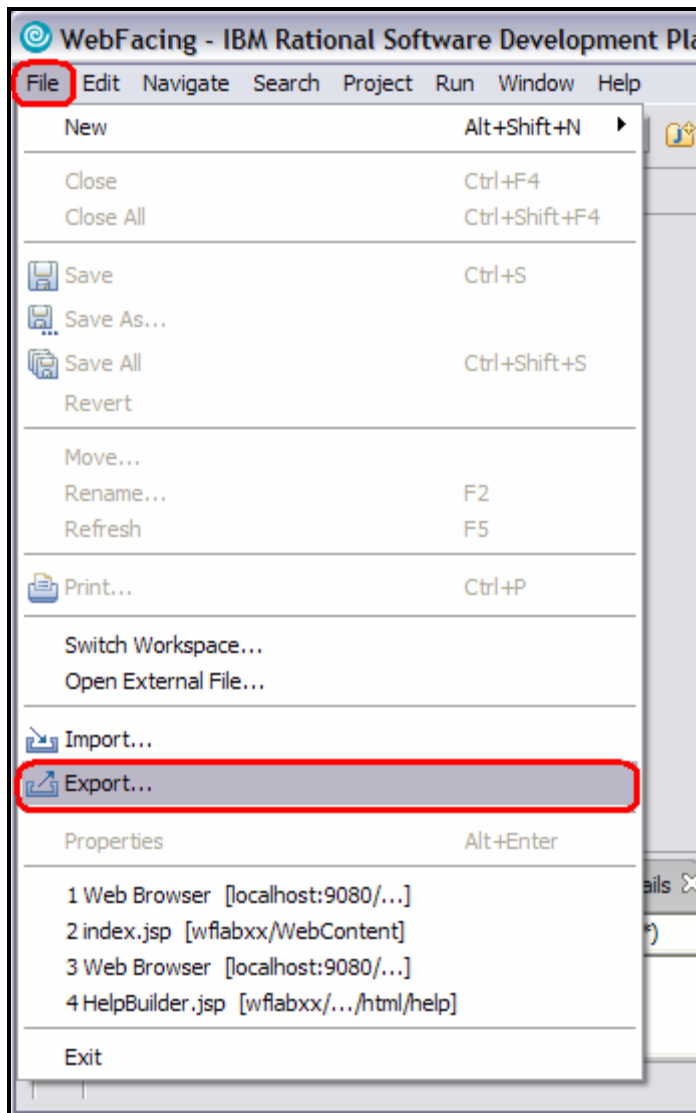 WebFacing - IBM Rational Software Development Pla
File Edit Navigate Search Project Run Window Help
New Alt+Shift+N
Close Ctrl+F4
Close All Ctrl+Shift+F4
Save Ctrl+S
Save As...
Save All Ctrl+Shift+S
Revert
Move...
Rename... F2
Refresh F5
Print... Ctrl+P
Switch Workspace...
Open External File...
Import...
Export...
Properties Alt+Enter
ails
1 Web Browser [localhost:9080/...]
2 index.jsp [wflabxx/WebContent]
*)
3 Web Browser [localhost:9080/...]
4 HelpBuilder.jsp [wflabxx/.../html/help]
Exit